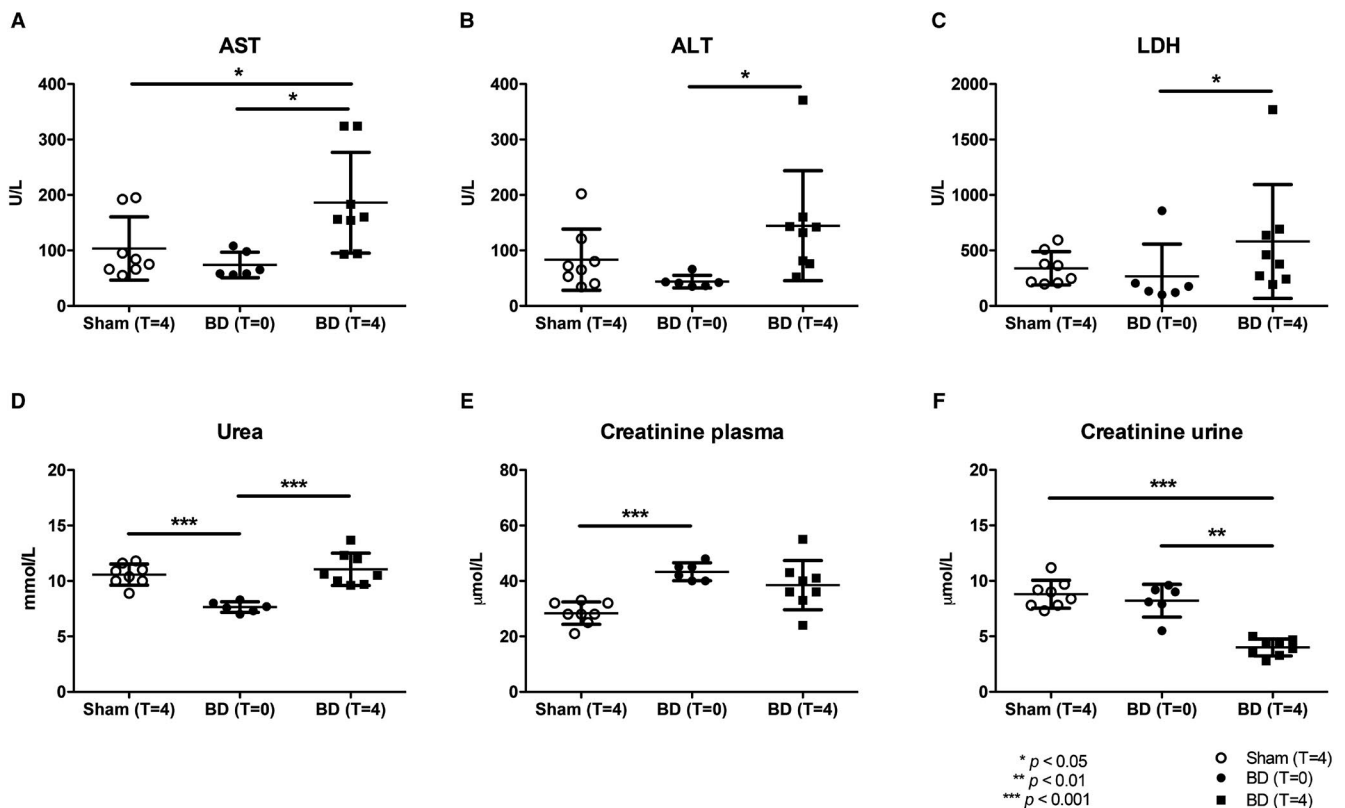 A
AST
*
*
400
300
200
100
0
U/L
Sham (T=4) BD (T=0) BD (T=4)
B
ALT
*
400
300
200
100
0
U/L
Sham (T=4) BD (T=0) BD (T=4)
C
LDH
*
2000
1500
1000
500
0
U/L
Sham (T=4) BD (T=0) BD (T=4)
D
Urea
***
***
20
15
10
5
0
mmol/L
Sham (T=4) BD (T=0) BD (T=4)
E
Creatinine plasma
***
80
60
40
20
0
μmol/L
Sham (T=4) BD (T=0) BD (T=4)
F
Creatinine urine
***
**
20
15
10
5
0
μmol/L
Sham (T=4) BD (T=0) BD (T=4)
* p < 0.05
** p < 0.01
*** p < 0.001
Sham (T=4)
BD (T=0)
BD (T=4)